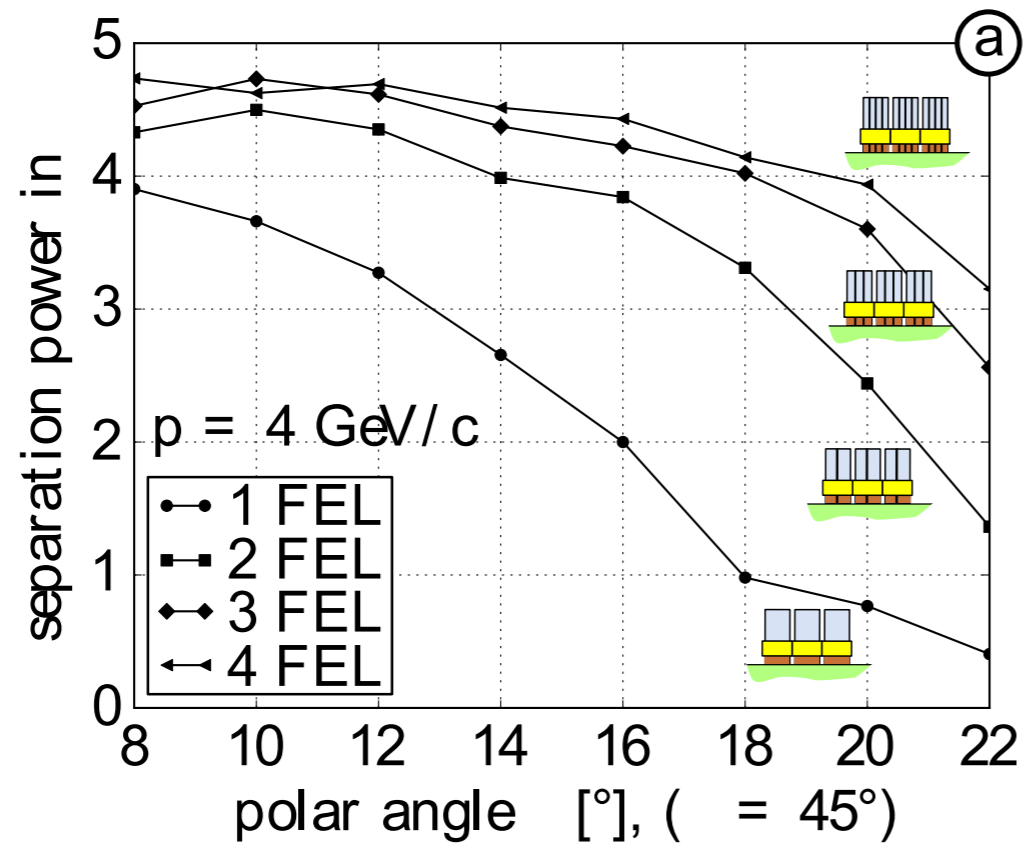 a
separation power in
5
4
3
2
1
0
p = 4 GeV/c
1 FEL
2 FEL
3 FEL
4 FEL
8 10 12 14 16 18 20 22
polar angle [°], ( = 45°)